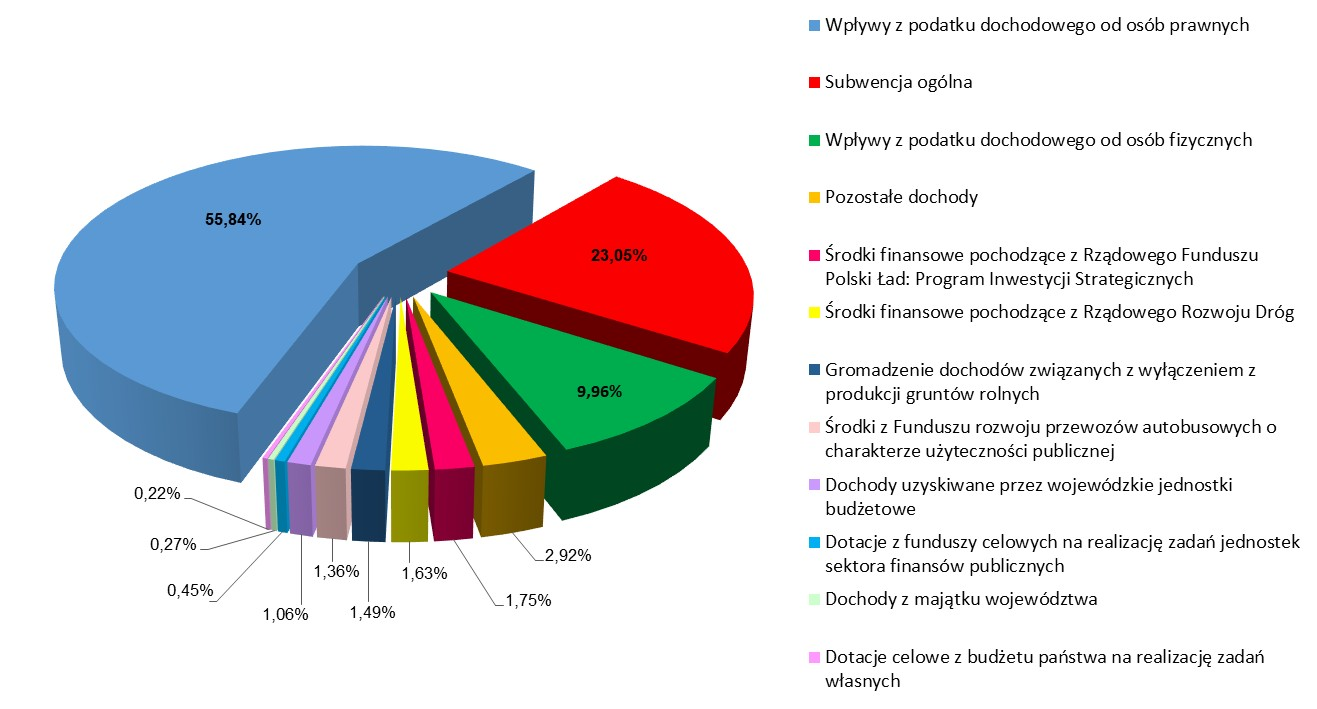 Wpływy z podatku dochodowego od osób prawnych
Subwencja ogólna
Wpływy z podatku dochodowego od osób fizycznych
Pozostałe dochody
Środki finansowe pochodzące z Rządowego Funduszu
Polski Ład: Program Inwestycji Strategicznych
Środki finansowe pochodzące z Rządowego Rozwoju Dróg
Gromadzenie dochodów związanych z wyłączeniem z
produkcji gruntów rolnych
Środki z Funduszu rozwoju przewozów autobusowych o
charakterze użyteczności publicznej
Dochody uzyskiwane przez wojewódzkie jednostki
budżetowe
Dotacje z funduszy celowych na realizację zadań jednostek
sektora finansów publicznych
Dochody z majątku województwa
Dotacje celowe z budżetu państwa na realizację zadań
własnych
55,84%
23,05%
9,96%
2,92%
1,75%
1,63%
1,49%
1,36%
1,06%
0,45%
0,27%
0,22%